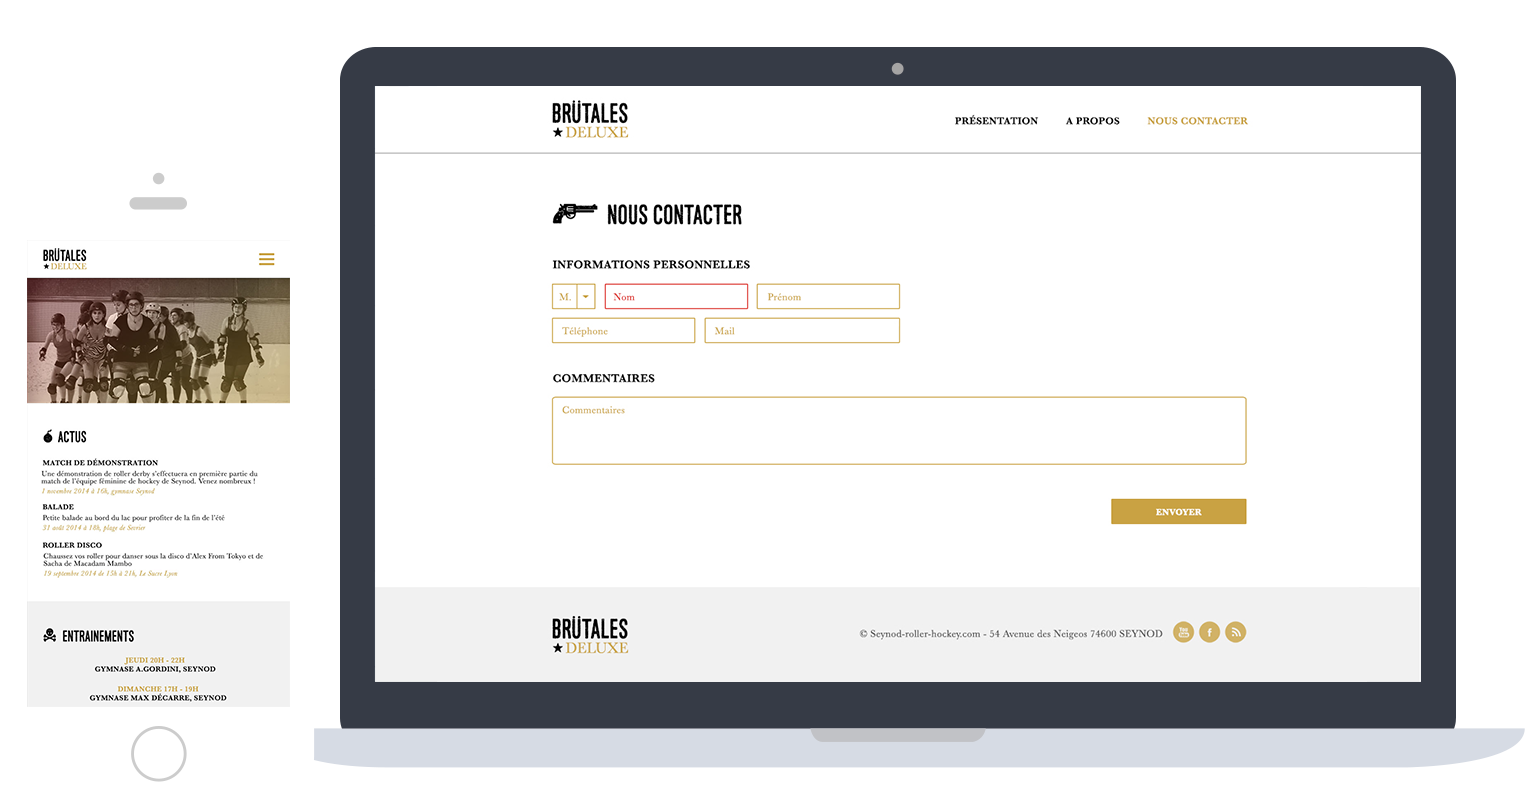 BRÜTALES
★DELUXE
ACTUS
MATCH DE DÉMONSTRATION
Une démonstration de roller derby s'effectuera en première partie du
match de l'équipe féminine de hockey de Seynod. Venez nombreux !
1 novembre 2014 à 16h, gymnase Seynod
BALADE
Petite balade au bord du lac pour profiter de la fin de l'été
31 août 2014 à 18h, plage de Sevrier
ROLLER DISCO
Chaussez vos roller pour danser sous la disco d'Alex From Tokyo et de
Sacha de Macadam Mambo
19 septembre 2014 de 15h à 21h, Le Sucre Lyon
ENTRAINEMENTS
JEUDI 20H - 22H
GYMNASE A.GORDINI, SEYNOD
DIMANCHE 17H - 19H
GYMNASE MAX DÉCARRE, SEYNOD
BRÜTALES
★DELUXE
PRÉSENTATION A PROPOS NOUS CONTACTER
NOUS CONTACTER
INFORMATIONS PERSONNELLES
M. Nom Prénom
Téléphone Mail
COMMENTAIRES
Commentaires
ENVOYER
BRÜTALES
★DELUXE
© Seynod-roller-hockey.com - 54 Avenue des Neigeos 74600 SEYNOD You Tube f